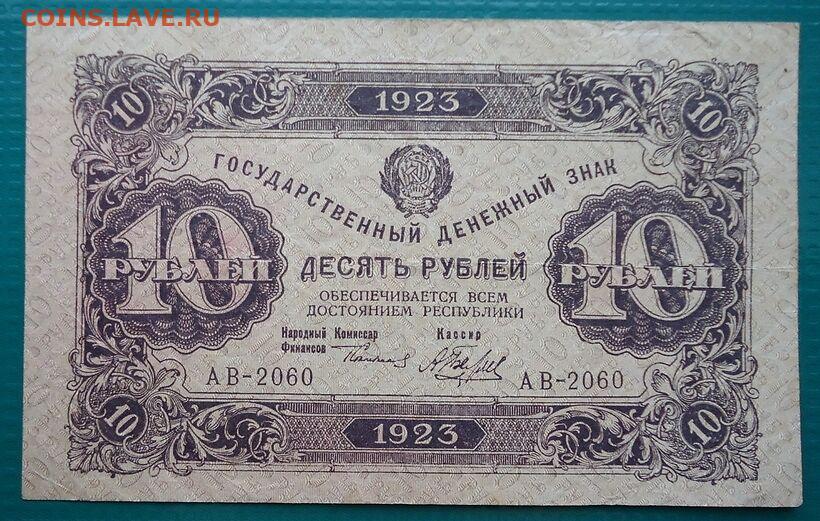 COINS.LAVE.RU
10 1923 10
ГОСУДАРСТВЕННЫЙ ДЕНЕЖНЫЙ ЗНАК
10 РУБЛЕЙ
ДЕСЯТЬ РУБЛЕЙ
10 РУБЛЕЙ
ОБЕСПЕЧИВАЕТСЯ ВСЕМ
ДОСТОЯНИЕМ РЕСПУБЛИКИ
Народный Комиссар
Финансов
Кассир
АВ-2060 АВ-2060
10 1923 10